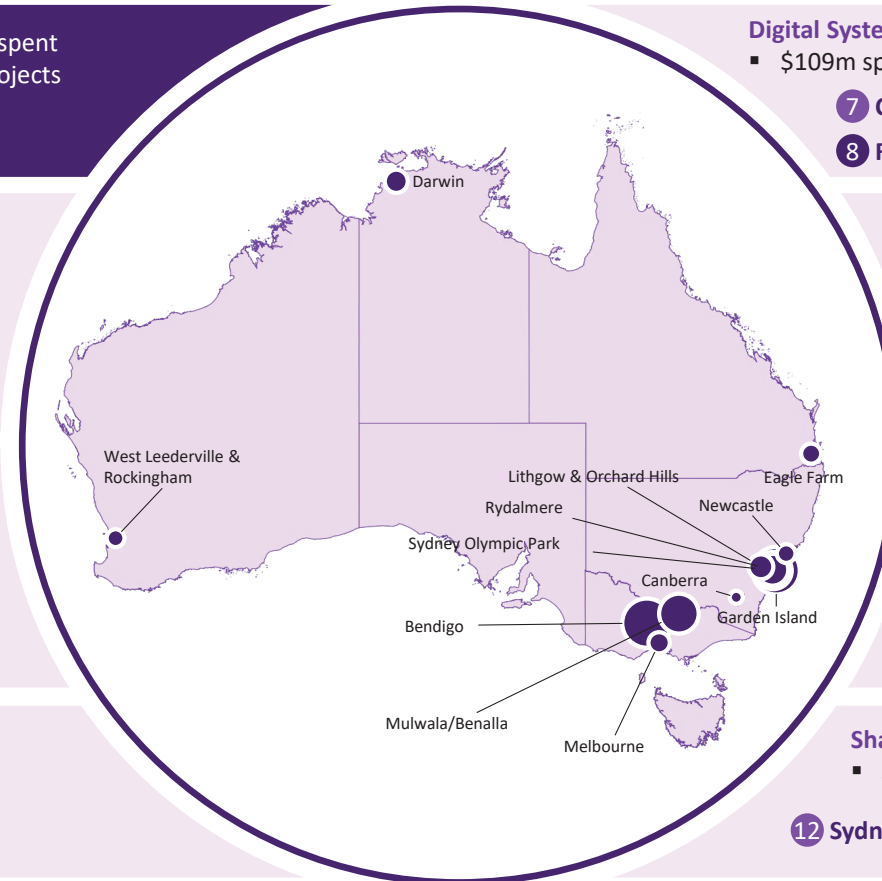 spent
ojects
Digital Syste
▪ $109m sp
7 C
8 F
Darwin
West Leederville &
Rockingham
Lithgow & Orchard Hills
Eagle Farm
Rydalmere
Newcastle
Sydney Olympic Park
Canberra
Garden Island
Bendigo
Mulwala/Benalla
Melbourne
Sha
▪
12 Sydn